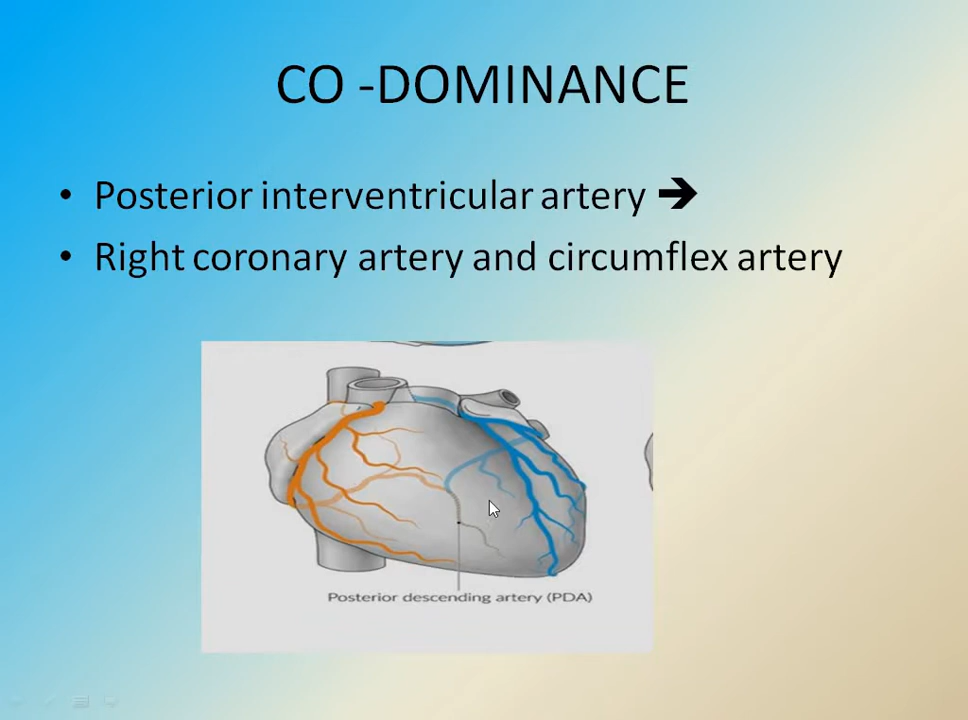 CO -DOMINANCE
• Posterior interventricular artery ➔
• Right coronary artery and circumflex artery
Posterior descending artery (PDA)